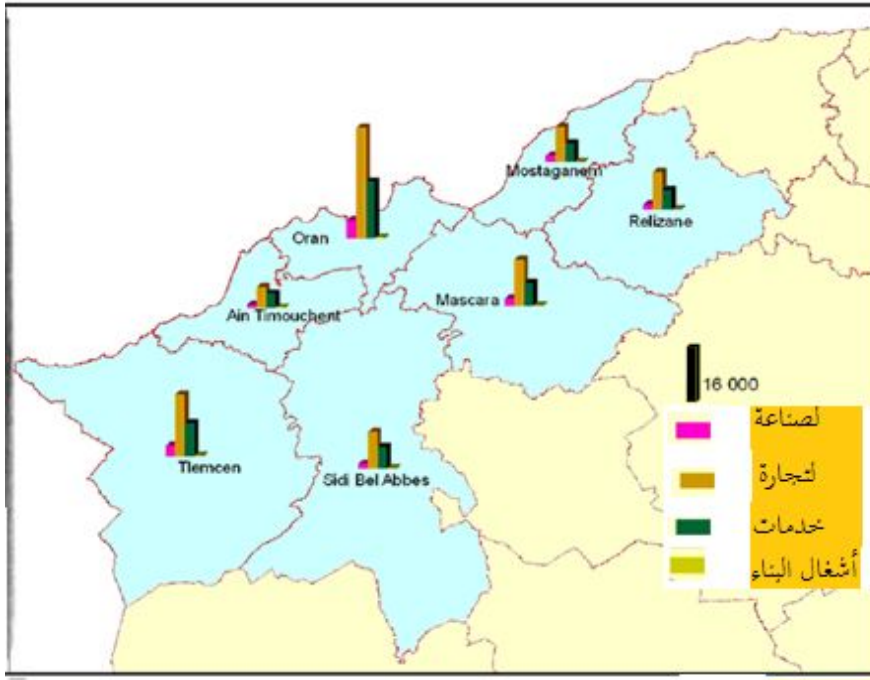 Mostaganem
Relizane
Oran
Mascara
Ain Timouchent
Tlemcen
Sidi Bel Abbes
16 000
لصناعة
لتجارة
خدمات
أشغال البناء